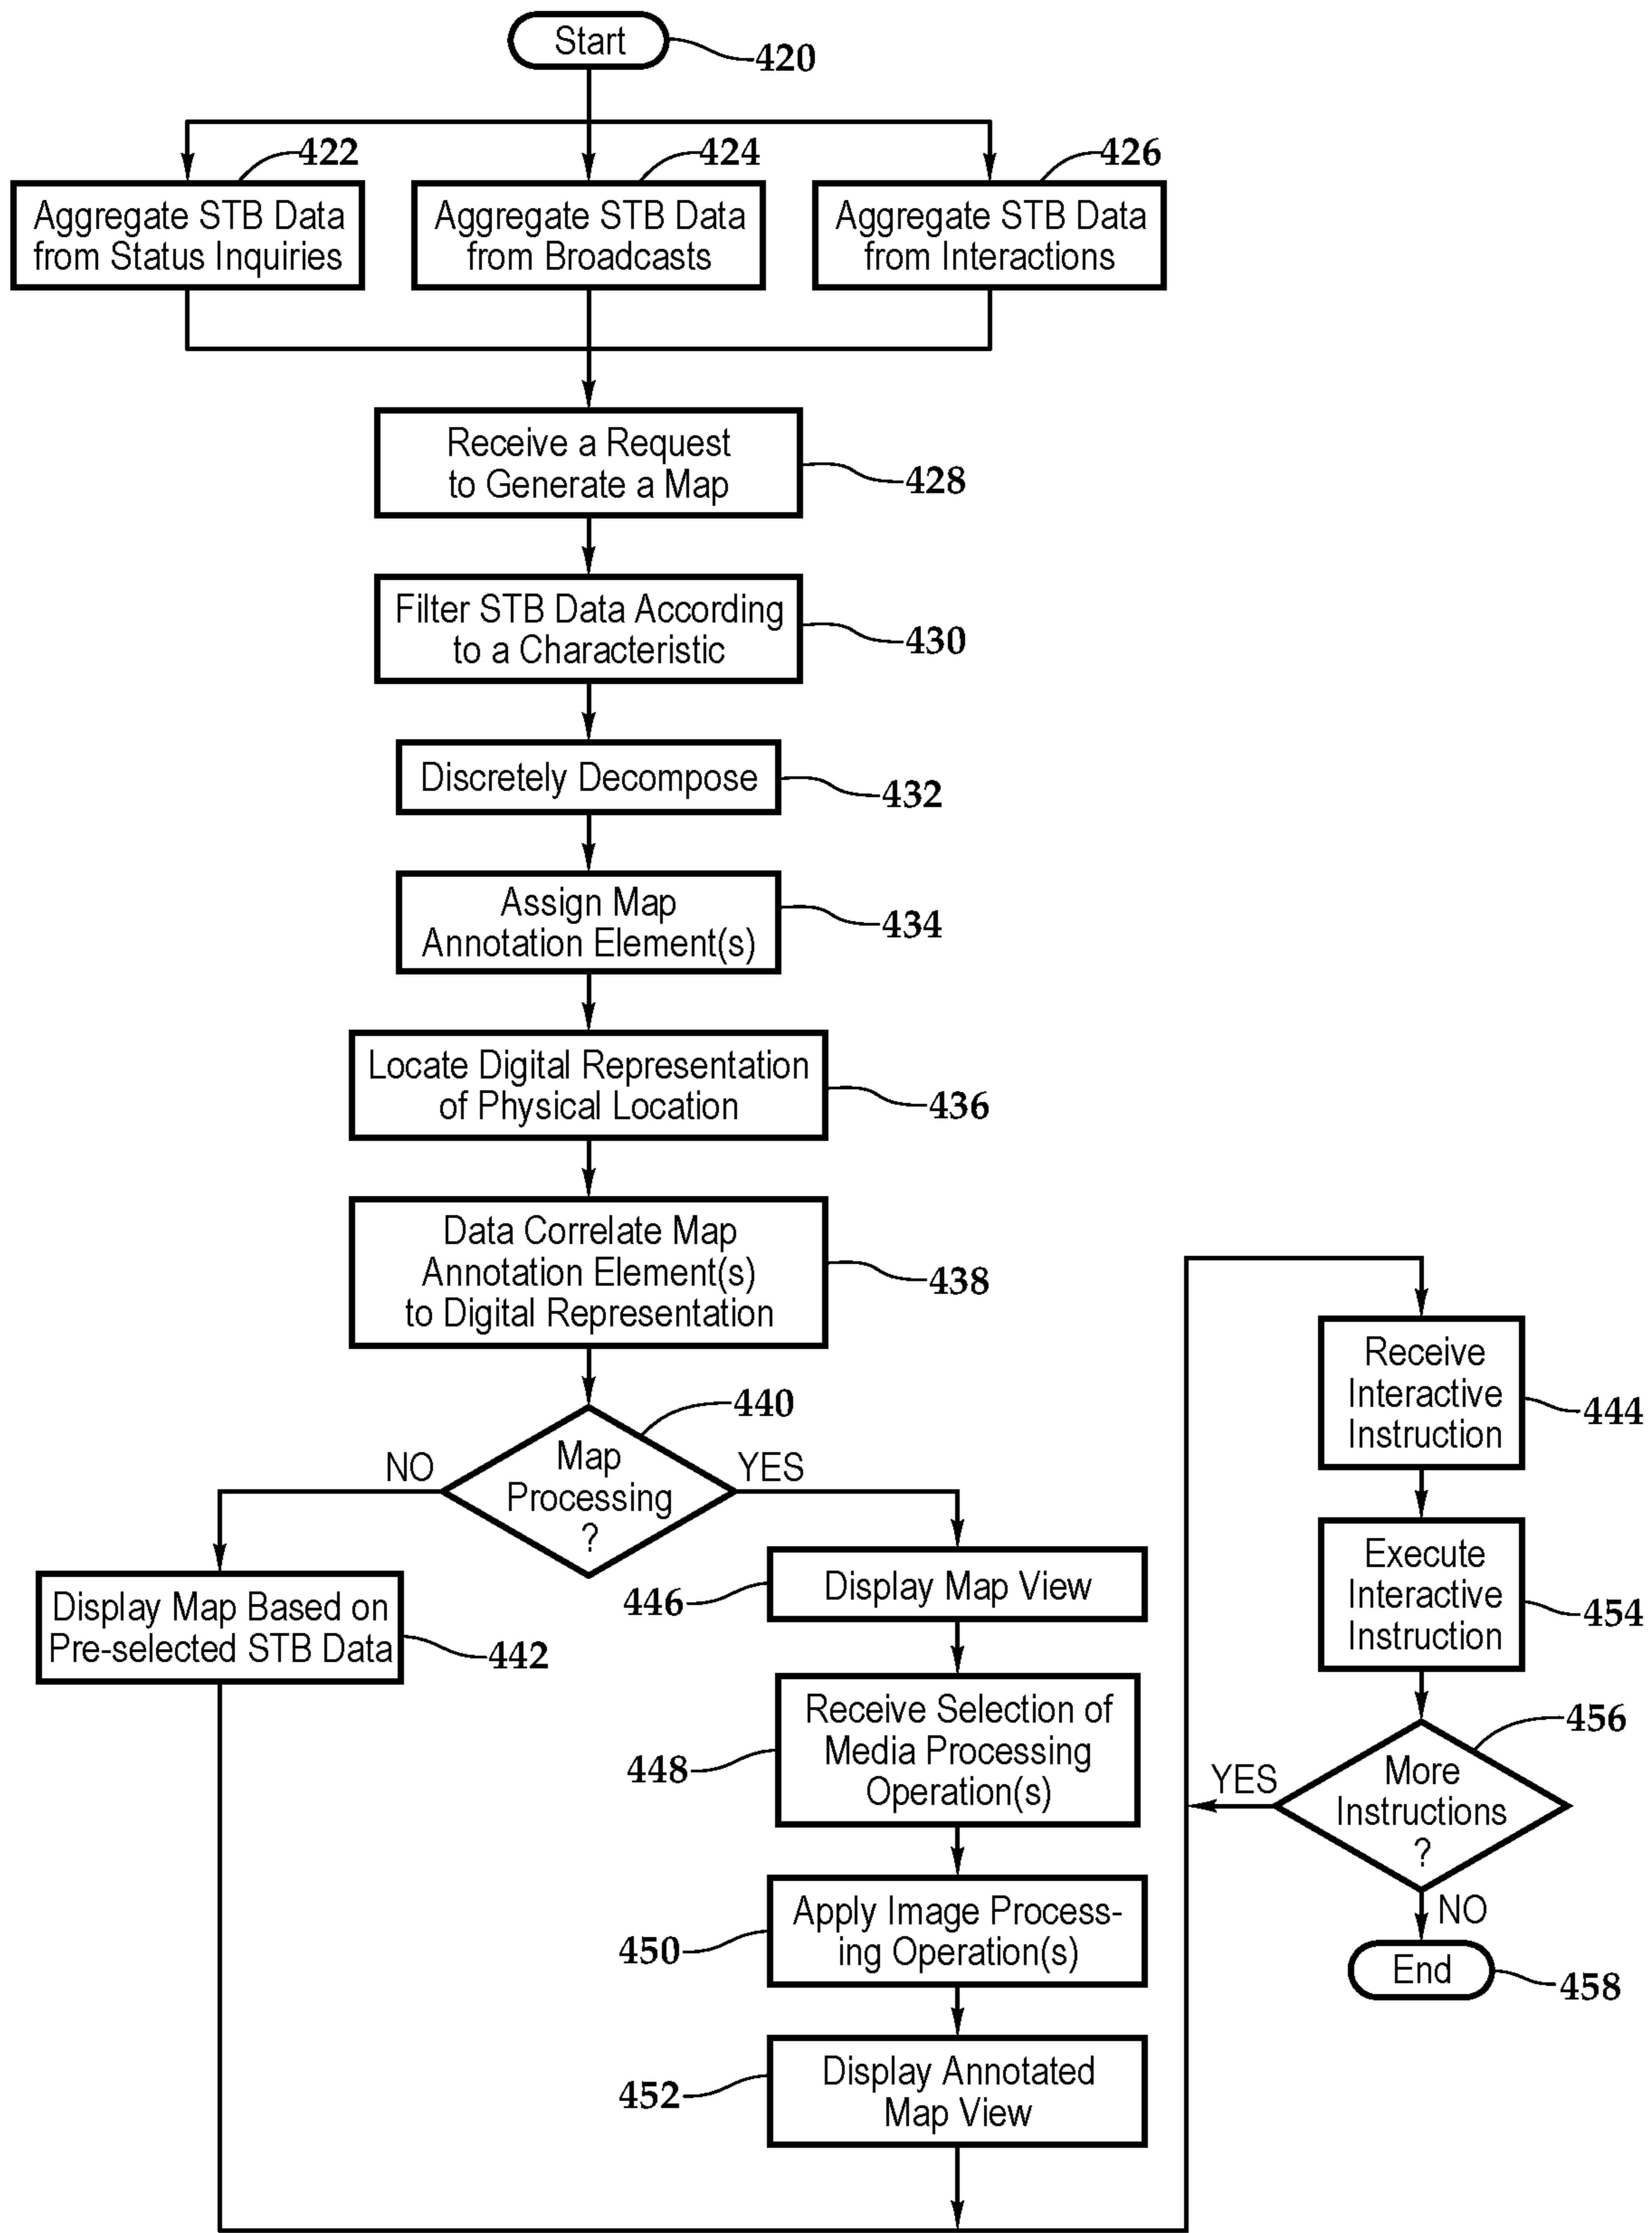 Start
420
422
424
426
Aggregate STB Data
from Status Inquiries
Aggregate STB Data
from Broadcasts
Aggregate STB Data
from Interactions
Receive a Request
to Generate a Map
428
Filter STB Data According
to a Characteristic
430
Discretely Decompose
432
Assign Map
Annotation Element(s)
434
Locate Digital Representation
of Physical Location
436
Data Correlate Map
Annotation Element(s)
to Digital Representation
438
440
Map
Processing
?
NO
YES
Display Map Based on
Pre-selected STB Data
442
446
Display Map View
448
Receive Selection of
Media Processing
Operation(s)
450
Apply Image Process-
ing Operation(s)
452
Display Annotated
Map View
Receive
Interactive
Instruction
444
Execute
Interactive
Instruction
454
456
More
Instructions
?
YES
NO
End
458